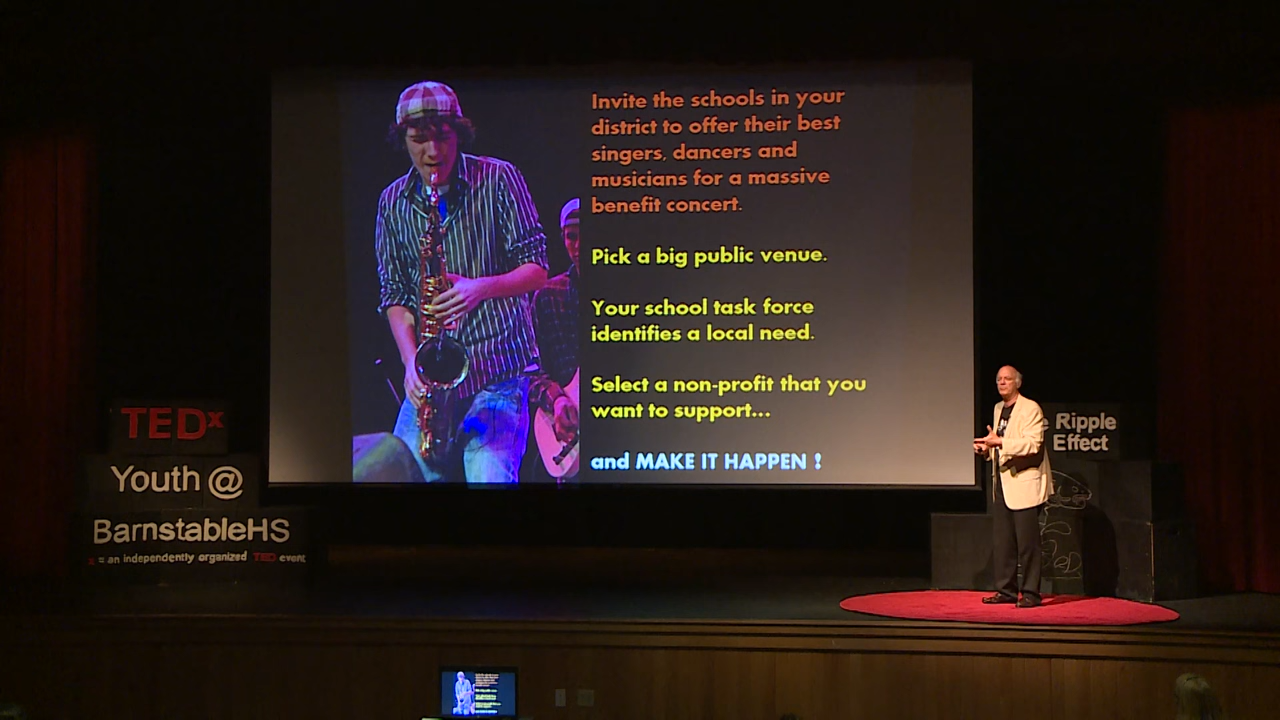 Invite the schools in your
district to offer their best
singers, dancers and
musicians for a massive
benefit concert.
Pick a big public venue.
Your school task force
identifies a local need.
Select a non-profit that you
want to support...
and MAKE IT HAPPEN !
TEDx
Youth @
BarnstableHS
x = an independently organized TED event
Ripple
Effect